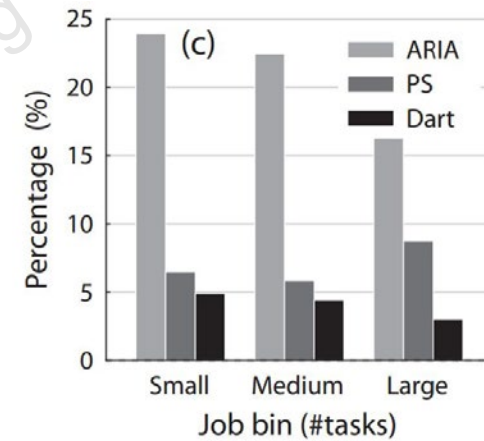 (c)
ARIA
PS
Dart
Percentage (%)
25
20
15
10
5
0
Small Medium Large
Job bin (#tasks)